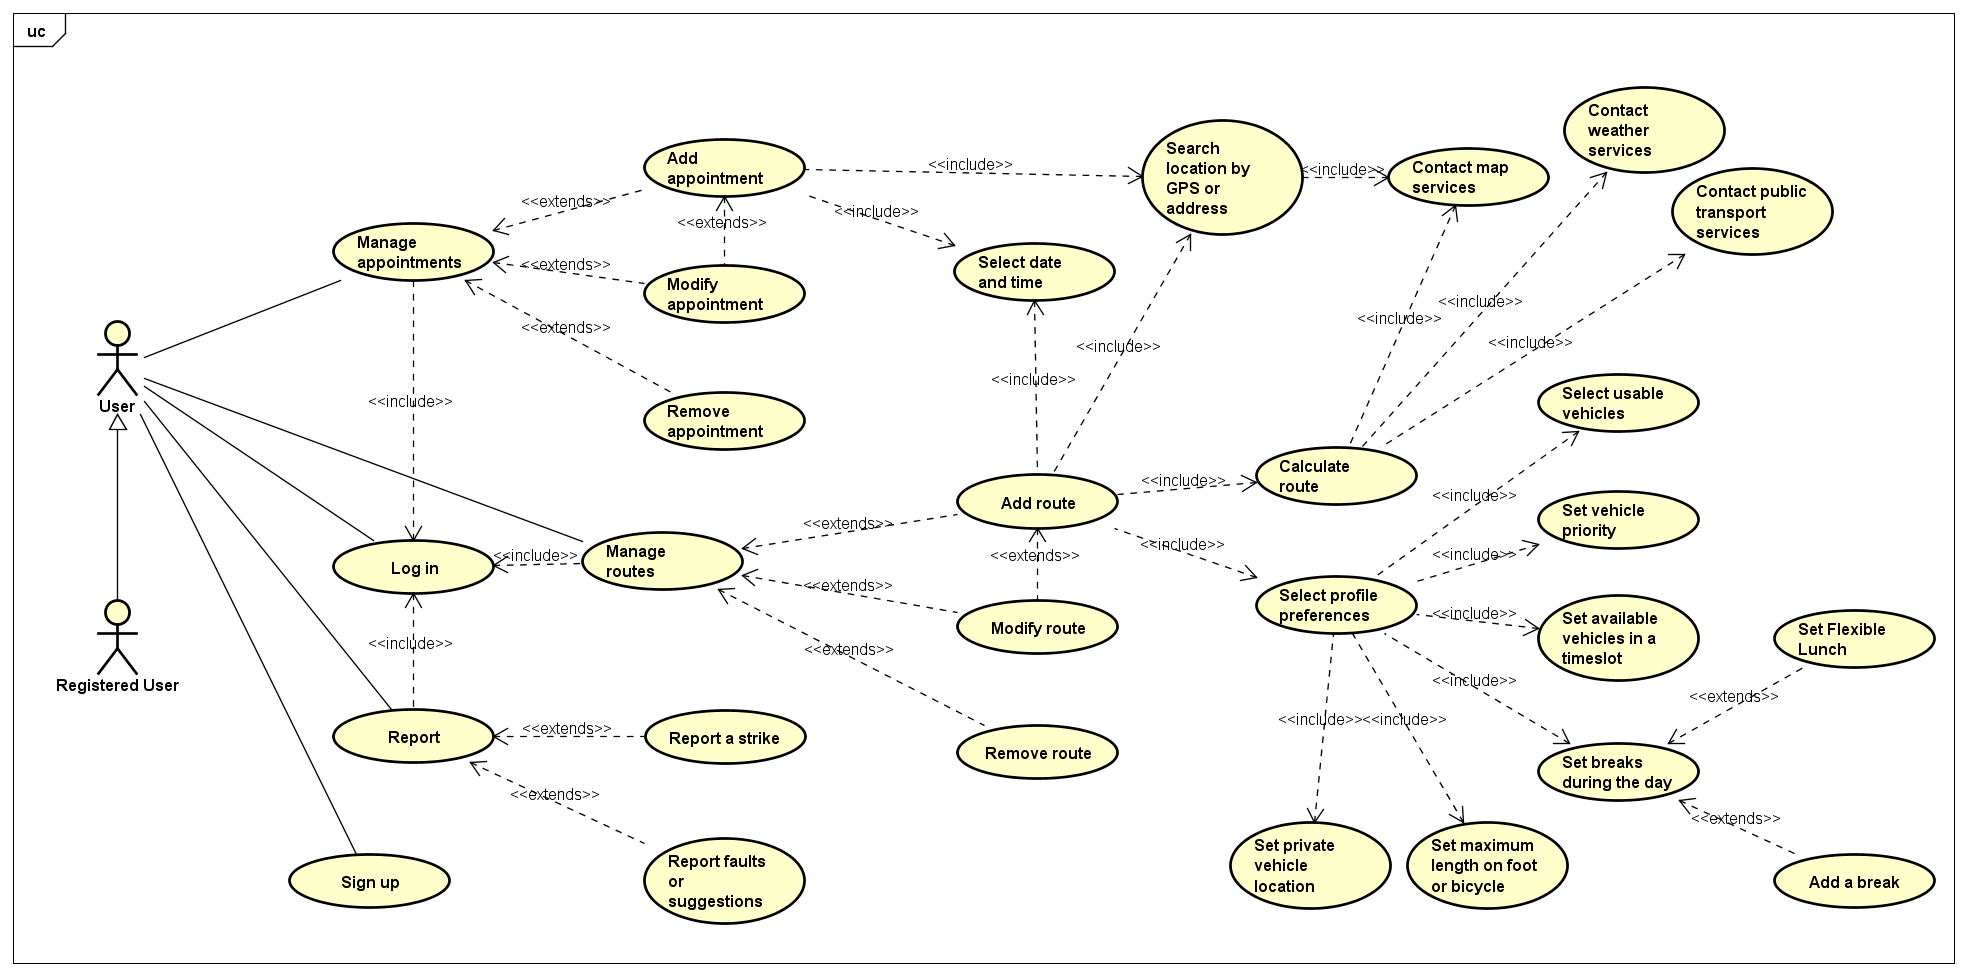 uc
Contact
weather
services
Add
appointment
<<include>>
Search
location by
GPS or
address
<<include>>
Contact map
services
Contact public
transport
services
<<extends>>
<<include>>
<<extends>>
Manage
appointments
<<extends>>
Select date
and time
Modify
appointment
<<include>>
<<include>>
<<extends>>
<<include>>
<<include>>
<<include>>
<<include>>
Select usable
vehicles
User
<<include>>
Remove
appointment
Calculate
route
<<include>>
<<include>>
Add route
Set vehicle
priority
<<extends>>
<<include>>
<<include>>
<<extends>>
<<include>>
Manage
routes
Log in
<<extends>>
Select profile
preferences
<<include>>
Set available
vehicles in a
timeslot
Modify route
Set Flexible
Lunch
<<include>>
<<extends>>
Registered User
<<include>>
<<extends>>
<<include>>
<<include>>
<<extends>>
Report
Report a strike
Remove route
Set breaks
during the day
<<extends>>
<<extends>>
Set private
vehicle
location
Set maximum
length on foot
or bicycle
Report faults
or
suggestions
Sign up
Add a break